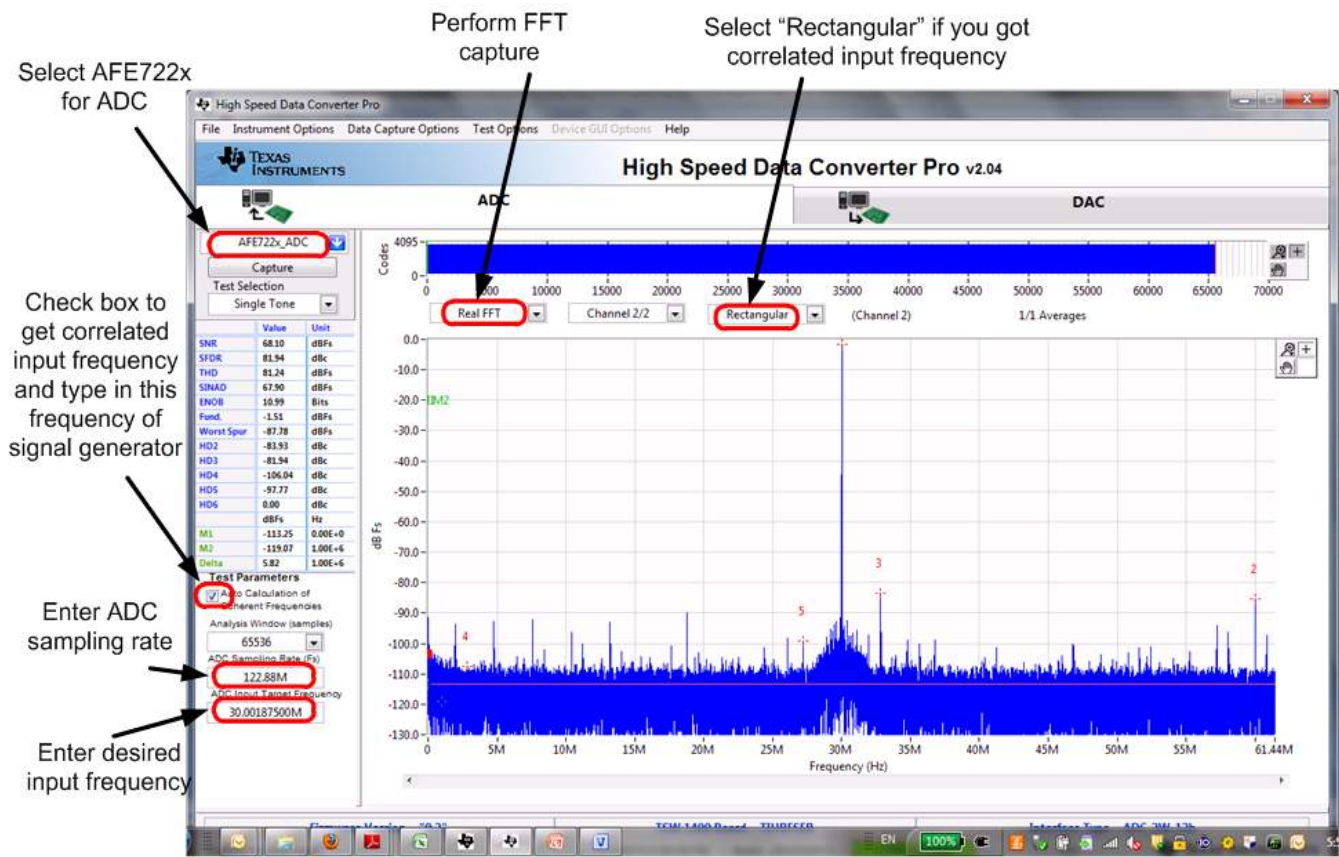 Perform FFT
capture
Select "Rectangular" if you got
correlated input frequency
Select AFE722x
for ADC
High Speed Data Converter Pro
File Instrument Options Data Capture Options Test Options Device GUI Options Help
TEXAS
INSTRUMENTS
High Speed Data Converter Pro v2.04
ADC
DAC
AFE722x_ADC
Capture
Test Selection
Single Tone
Codes
4095
0
0 5000 10000 15000 20000 25000 30000 35000 40000 45000 50000 55000 60000 65000 70000
Real FFT
Channel 2/2
Rectangular
(Channel 2)
1/1 Averages
Check box to
get correlated
input frequency
and type in this
frequency of
signal generator
Value Unit
SNR 68.10 dBFs
SFDR 81.94 dBc
THD 81.24 dBFs
SINAD 67.90 dBFs
ENOB 10.99 Bits
Fund. -1.51 dBFs
Worst Spur -87.78 dBFs
HD2 -83.93 dBc
HD3 -81.94 dBc
HD4 -106.04 dBc
HD5 -97.77 dBc
HD6 0.00 dBc
dBFs Hz
M1 -113.25 0.00E+0
M2 -119.07 1.00E+6
Delta 5.82 1.00E+6
Test Parameters
Auto Calculation of
Coherent Frequencies
Analysis Window (samples)
65536
ADC Sampling Rate (Fs)
122.88M
ADC Input Target Frequency
30.00187500M
Enter ADC
sampling rate
Enter desired
input frequency
dB Fs
0.0
-10.0
-20.0
-30.0
-40.0
-50.0
-60.0
-70.0
-80.0
-90.0
-100.0
-110.0
-120.0
-130.0
M2
4
5
3
2
0 5M 10M 15M 20M 25M 30M 35M 40M 45M 50M 55M 61.44M
Frequency (Hz)
EN
100%